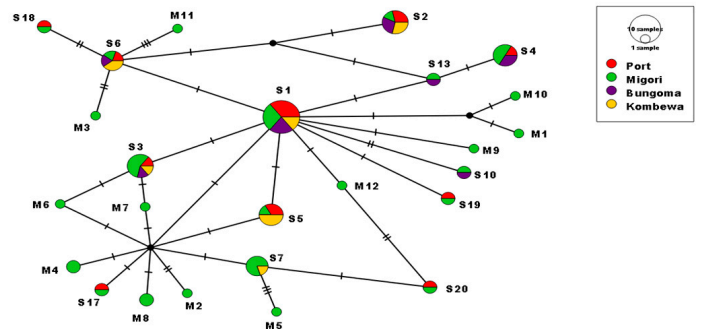 S18
M11
S2
S6
S4
S13
M10
S1
M3
M1
M9
S3
S10
M12
S19
M6
M7
S5
S7
M4
S20
S17
M2
M8
M5
10 samples
1 sample
Port
Migori
Bungoma
Kombewa